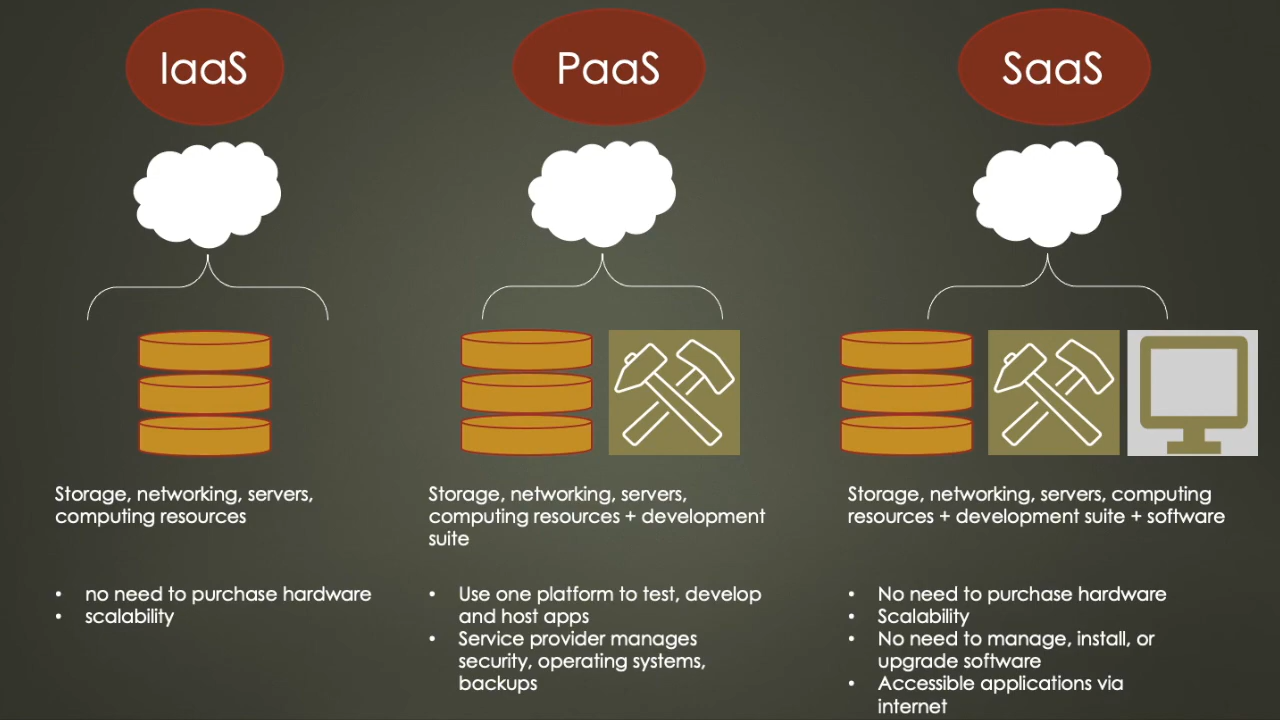 IaaS
PaaS
SaaS
Storage, networking, servers,
computing resources
• no need to purchase hardware
• scalability
Storage, networking, servers,
computing resources + development
suite
• Use one platform to test, develop
and host apps
• Service provider manages
security, operating systems,
backups
Storage, networking, servers, computing
resources + development suite + software
• No need to purchase hardware
• Scalability
• No need to manage, install, or
upgrade software
• Accessible applications via
internet